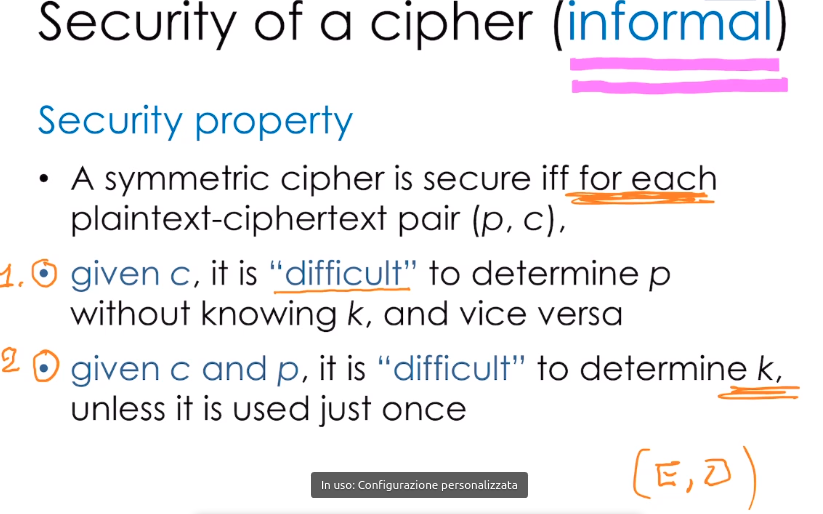 Security of a cipher (informal)
Security property
• A symmetric cipher is secure iff for each
plaintext-ciphertext pair (p, c),
1. • given c, it is “difficult” to determine p
without knowing k, and vice versa
2 • given c and p, it is “difficult” to determine k,
unless it is used just once
(E, D)
In uso: Configurazione personalizzata